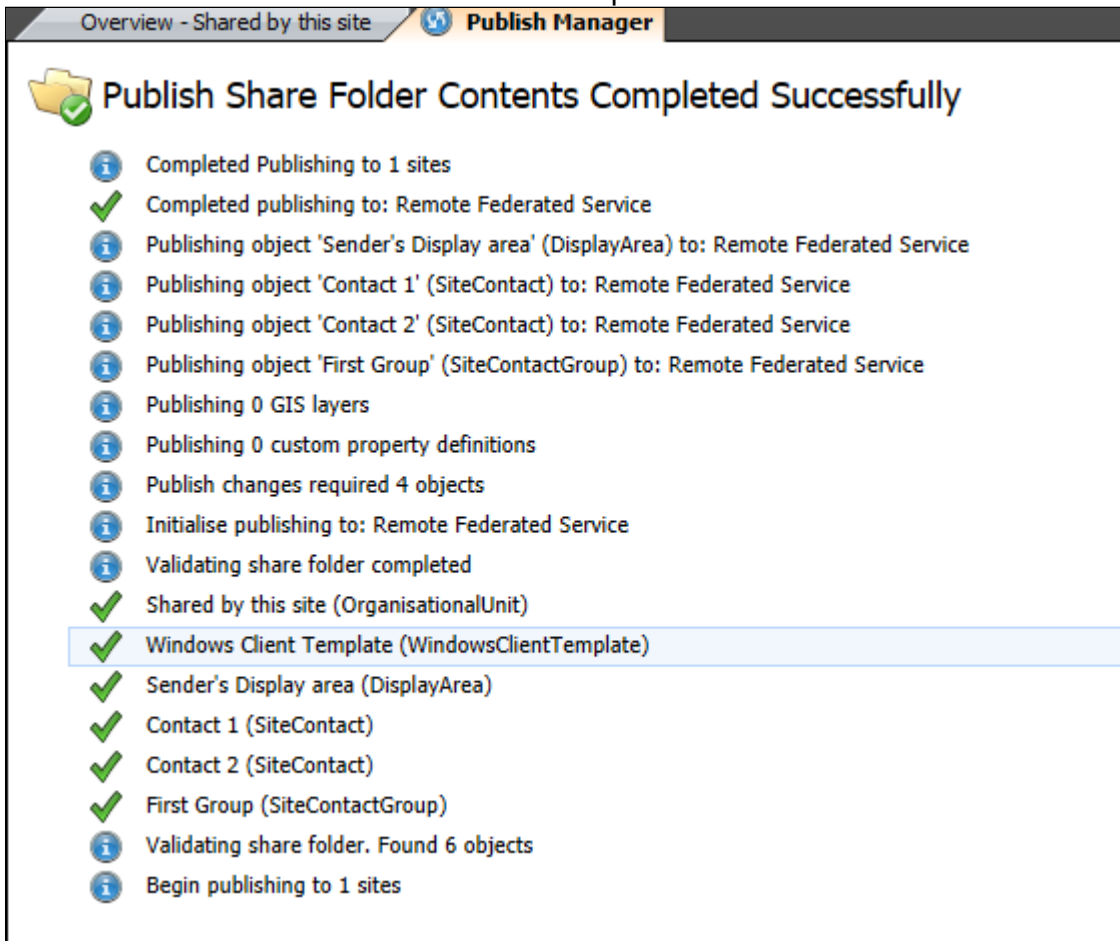 Overview - Shared by this site
Publish Manager
Publish Share Folder Contents Completed Successfully
Completed Publishing to 1 sites
Completed publishing to: Remote Federated Service
Publishing object 'Sender's Display area' (DisplayArea) to: Remote Federated Service
Publishing object 'Contact 1' (SiteContact) to: Remote Federated Service
Publishing object 'Contact 2' (SiteContact) to: Remote Federated Service
Publishing object 'First Group' (SiteContactGroup) to: Remote Federated Service
Publishing 0 GIS layers
Publishing 0 custom property definitions
Publish changes required 4 objects
Initialise publishing to: Remote Federated Service
Validating share folder completed
Shared by this site (OrganisationalUnit)
Windows Client Template (WindowsClientTemplate)
Sender's Display area (DisplayArea)
Contact 1 (SiteContact)
Contact 2 (SiteContact)
First Group (SiteContactGroup)
Validating share folder. Found 6 objects
Begin publishing to 1 sites